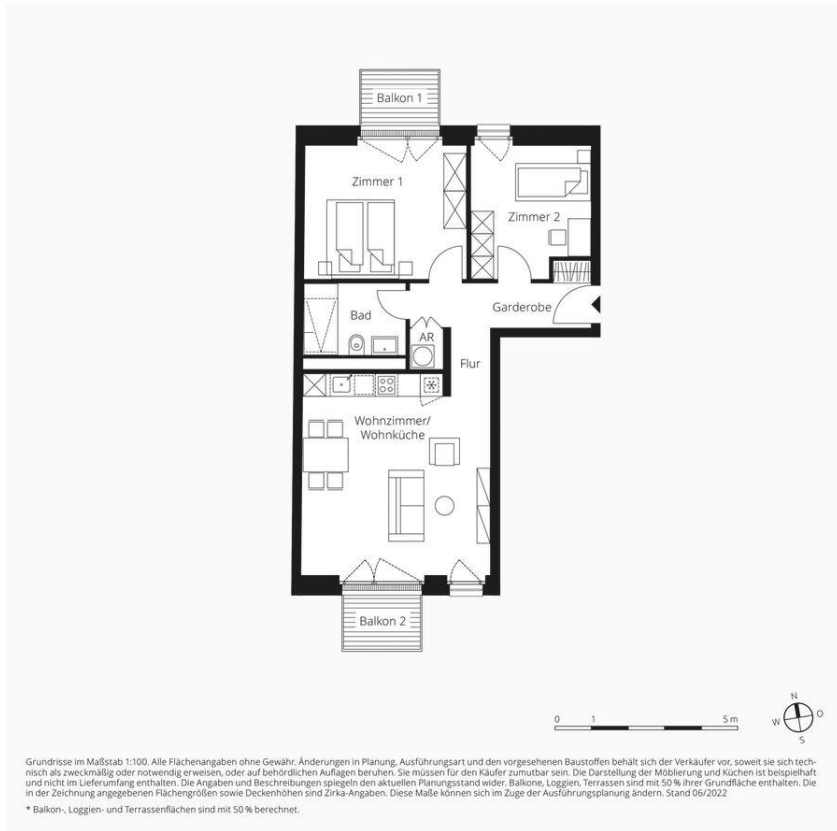 Balkon 1
Zimmer 1
Zimmer 2
Garderobe
Bad
AR
Flur
Wohnzimmer/
Wohnküche
Balkon 2
0 1 5 m
N
W O
S
Grundrisse im Maßstab 1:100. Alle Flächenangaben ohne Gewähr. Änderungen in Planung, Ausführungsart und den vorgesehenen Baustoffen behält sich der Verkäufer vor, soweit sie sich tech-
nisch als zweckmäßig oder notwendig erweisen, oder auf behördlichen Auflagen beruhen. Sie müssen für den Käufer zumutbar sein. Die Darstellung der Möblierung und Küchen ist beispielhaft
und nicht im Lieferumfang enthalten. Die Angaben und Beschreibungen spiegeln den aktuellen Planungsstand wider. Balkone, Loggien, Terrassen sind mit 50 % ihrer Grundfläche enthalten. Die
in der Zeichnung angegebenen Flächengrößen sowie Deckenhöhen sind Zirka-Angaben. Diese Maße können sich im Zuge der Ausführungsplanung ändern. Stand 06/2022
* Balkon-, Loggien- und Terrassenflächen sind mit 50 % berechnet.